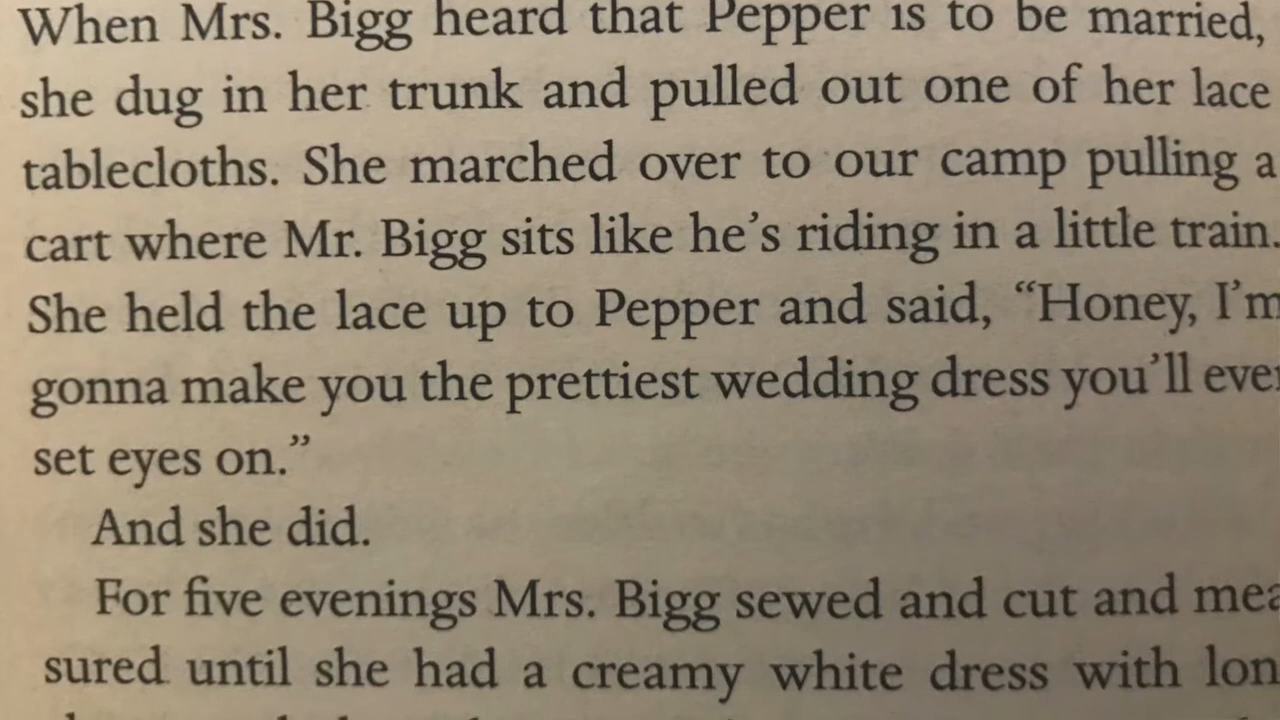 When Mrs. Bigg heard that Pepper is to be married,
she dug in her trunk and pulled out one of her lace
tablecloths. She marched over to our camp pulling a
cart where Mr. Bigg sits like he’s riding in a little train.
She held the lace up to Pepper and said, “Honey, I’m
gonna make you the prettiest wedding dress you’ll ever
set eyes on.”
And she did.
For five evenings Mrs. Bigg sewed and cut and mea
sured until she had a creamy white dress with lon